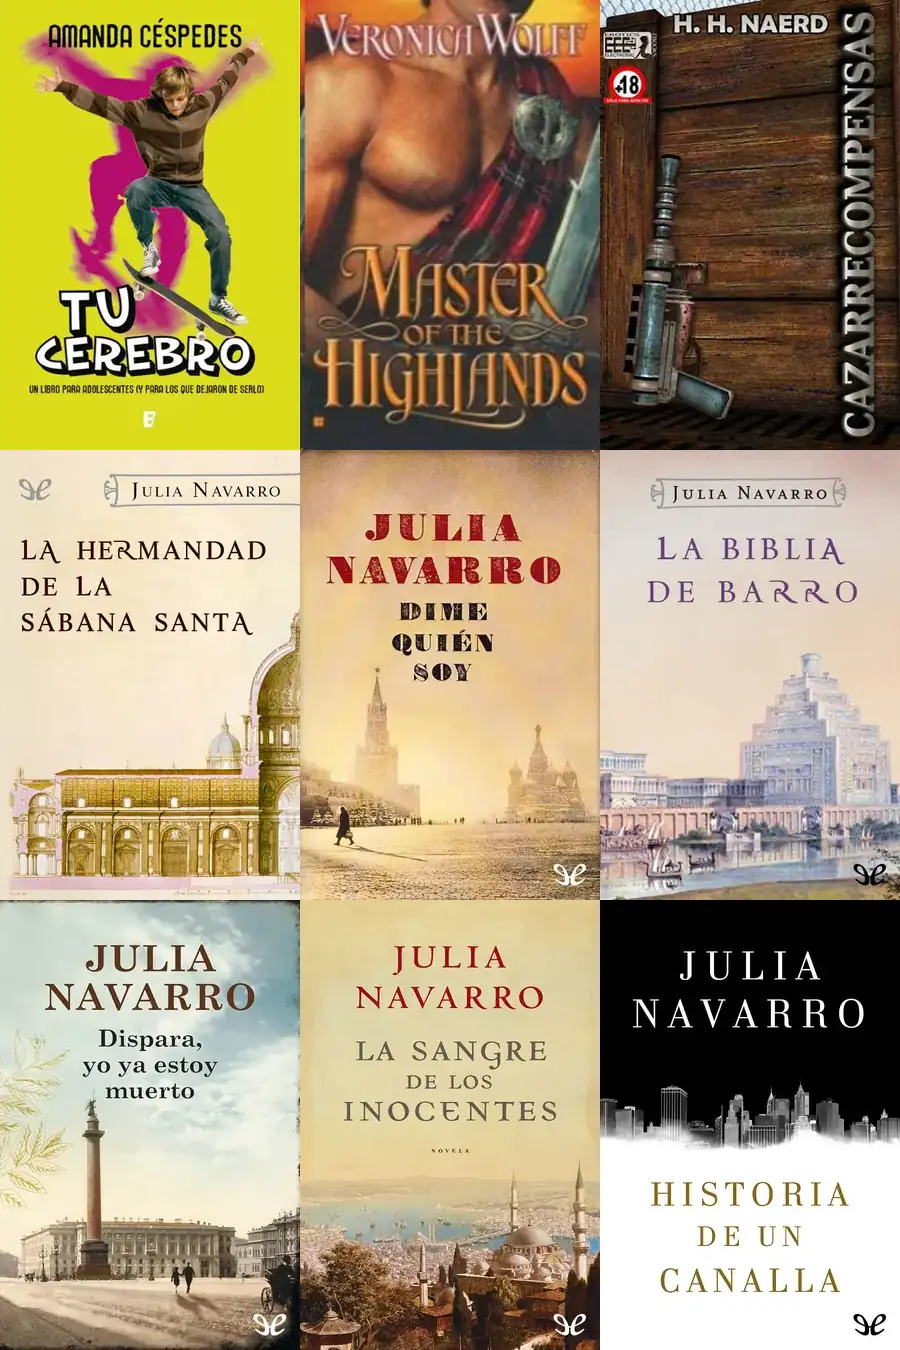 AMANDA CÉSPEDES
TU
CEREBRO
UN LIBRO PARA ADOLESCENTES (Y PARA LOS QUE DEJARON DE SERLO)
B
VERONICA WOLFF
MASTER
OF THE
HIGHLANDS
H. H. NAERD
+18
SÓLO PARA ADULTOS
CAZARRECOMPENSAS
JULIA NAVARRO
LA HERMANDAD
DE LA
SÁBANA SANTA
JULIA
NAVARRO
DIME
QUIÉN
SOY
JULIA NAVARRO
LA BIBLIA
DE BARRO
JULIA
NAVARRO
Dispara,
yo ya estoy
muerto
JULIA
NAVARRO
LA SANGRE
DE LOS
INOCENTES
NOVELA
JULIA
NAVARRO
HISTORIA
DE UN
CANALLA